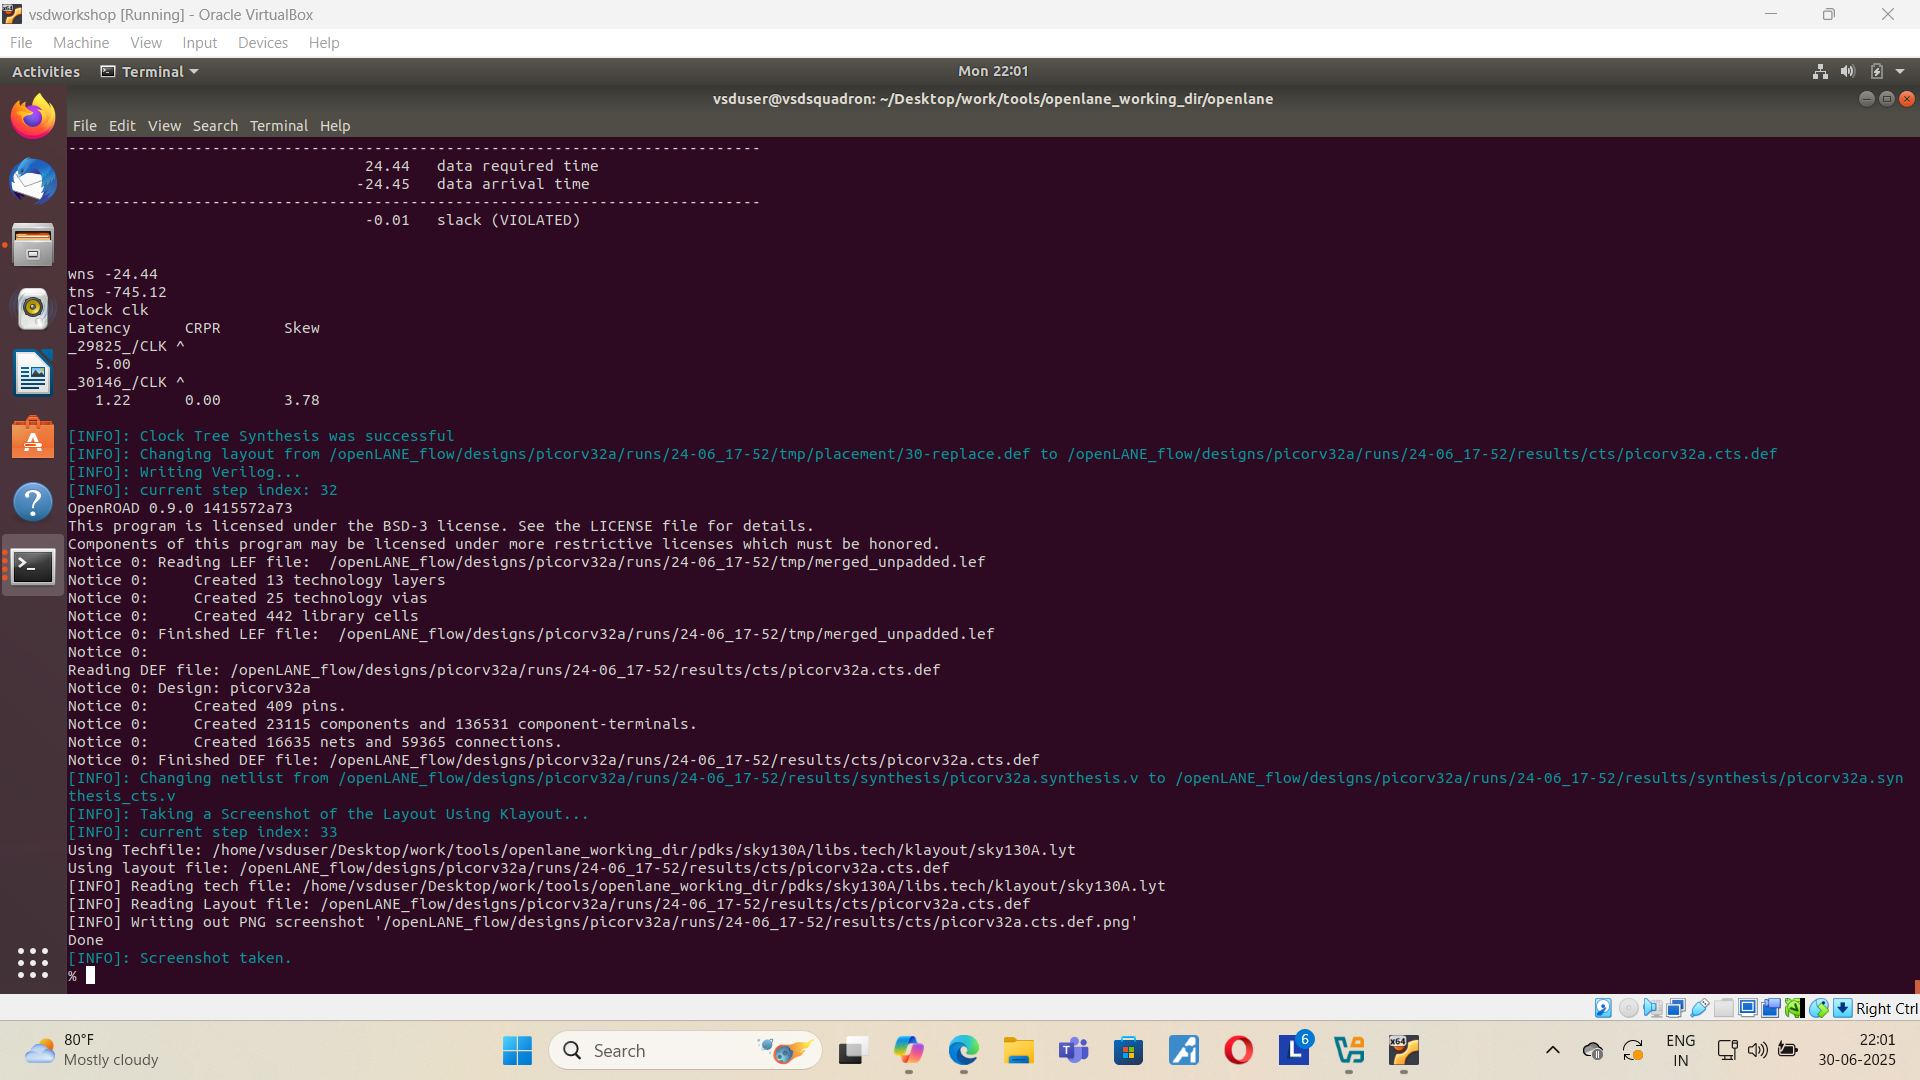 vsdworkshop [Running] - Oracle VirtualBox
File Machine View Input Devices Help
Activities Terminal Mon 22:01
vsduser@vsdsquadron: ~/Desktop/work/tools/openlane_working_dir/openlane
File Edit View Search Terminal Help
-----------------------------------------------------------------------------
24.44 data required time
-24.45 data arrival time
-----------------------------------------------------------------------------
-0.01 slack (VIOLATED)
wns -24.44
tns -745.12
Clock clk
Latency CRPR Skew
_29825_/CLK ^
5.00
_30146_/CLK ^
1.22 0.00 3.78
[INFO]: Clock Tree Synthesis was successful
[INFO]: Changing layout from /openLANE_flow/designs/picorv32a/runs/24-06_17-52/tmp/placement/30-replace.def to /openLANE_flow/designs/picorv32a/runs/24-06_17-52/results/cts/picorv32a.cts.def
[INFO]: Writing Verilog...
[INFO]: current step index: 32
OpenROAD 0.9.0 1415572a73
This program is licensed under the BSD-3 license. See the LICENSE file for details.
Components of this program may be licensed under more restrictive licenses which must be honored.
Notice 0: Reading LEF file:  /openLANE_flow/designs/picorv32a/runs/24-06_17-52/tmp/merged_unpadded.lef
Notice 0:     Created 13 technology layers
Notice 0:     Created 25 technology vias
Notice 0:     Created 442 library cells
Notice 0: Finished LEF file:  /openLANE_flow/designs/picorv32a/runs/24-06_17-52/tmp/merged_unpadded.lef
Notice 0:
Reading DEF file: /openLANE_flow/designs/picorv32a/runs/24-06_17-52/results/cts/picorv32a.cts.def
Notice 0: Design: picorv32a
Notice 0:     Created 409 pins.
Notice 0:     Created 23115 components and 136531 component-terminals.
Notice 0:     Created 16635 nets and 59365 connections.
Notice 0: Finished DEF file: /openLANE_flow/designs/picorv32a/runs/24-06_17-52/results/cts/picorv32a.cts.def
[INFO]: Changing netlist from /openLANE_flow/designs/picorv32a/runs/24-06_17-52/results/synthesis/picorv32a.synthesis.v to /openLANE_flow/designs/picorv32a/runs/24-06_17-52/results/synthesis/picorv32a.syn
thesis_cts.v
[INFO]: Taking a Screenshot of the Layout Using Klayout...
[INFO]: current step index: 33
Using Techfile: /home/vsduser/Desktop/work/tools/openlane_working_dir/pdks/sky130A/libs.tech/klayout/sky130A.lyt
Using layout file: /openLANE_flow/designs/picorv32a/runs/24-06_17-52/results/cts/picorv32a.cts.def
[INFO] Reading tech file: /home/vsduser/Desktop/work/tools/openlane_working_dir/pdks/sky130A/libs.tech/klayout/sky130A.lyt
[INFO] Reading Layout file: /openLANE_flow/designs/picorv32a/runs/24-06_17-52/results/cts/picorv32a.cts.def
[INFO] Writing out PNG screenshot '/openLANE_flow/designs/picorv32a/runs/24-06_17-52/results/cts/picorv32a.cts.def.png'
Done
[INFO]: Screenshot taken.
%
Right Ctrl
80°F
Mostly cloudy
Search
6
ENG
IN
22:01
30-06-2025